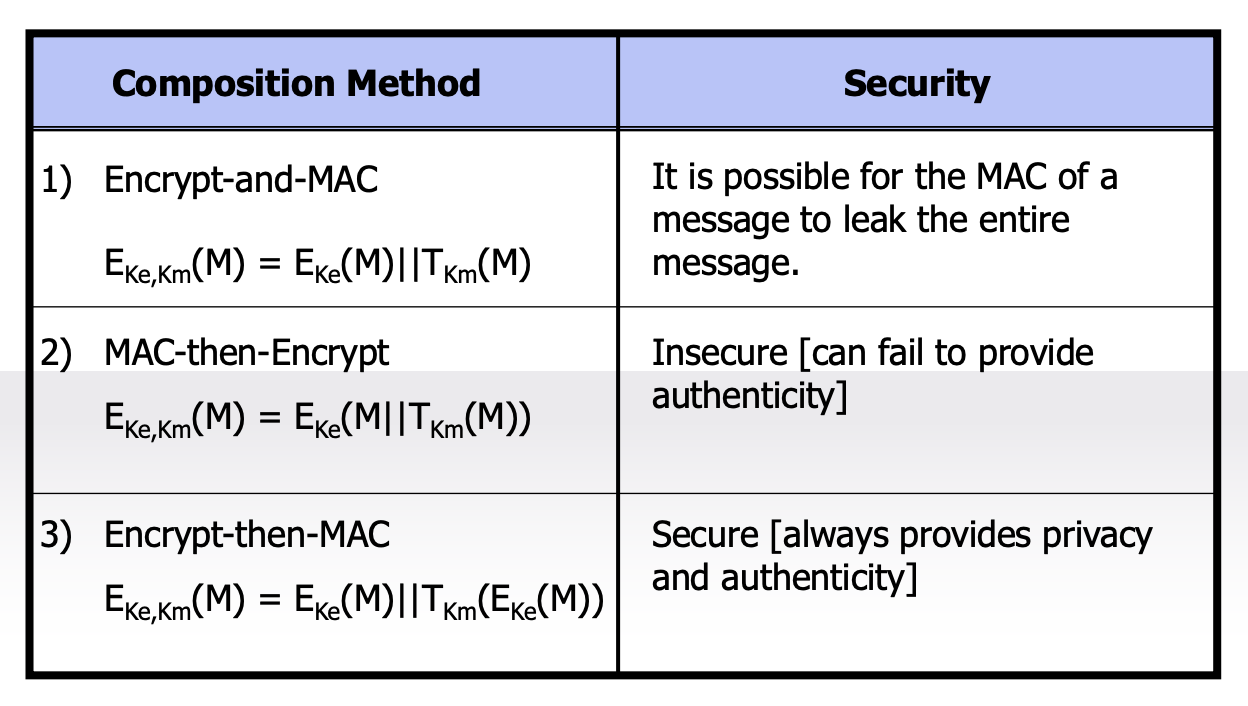 Composition Method
Security
1) Encrypt-and-MAC
E_{Ke,Km}(M) = E_{Ke}(M)||T_{Km}(M)
It is possible for the MAC of a
message to leak the entire
message.
2) MAC-then-Encrypt
E_{Ke,Km}(M) = E_{Ke}(M||T_{Km}(M))
Insecure [can fail to provide
authenticity]
3) Encrypt-then-MAC
E_{Ke,Km}(M) = E_{Ke}(M)||T_{Km}(E_{Ke}(M))
Secure [always provides privacy
and authenticity]